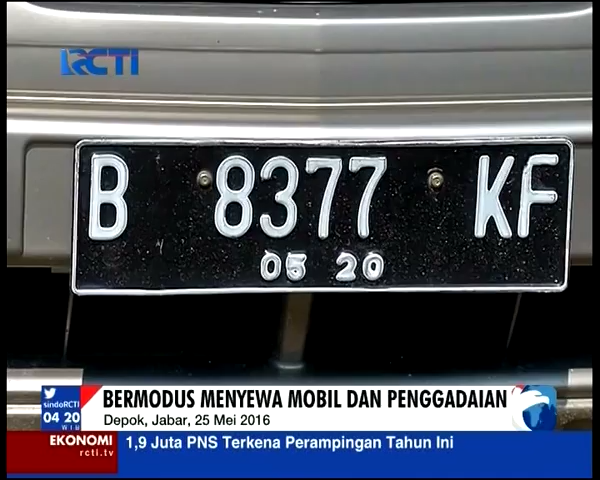 RCTI
B 8377 KF
05 20
sindoRCTI
04 20
WIB
BERMODUS MENYEWA MOBIL DAN PENGGADAIAN
Depok, Jabar, 25 Mei 2016
EKONOMI
rcti.tv
1,9 Juta PNS Terkena Perampingan Tahun Ini